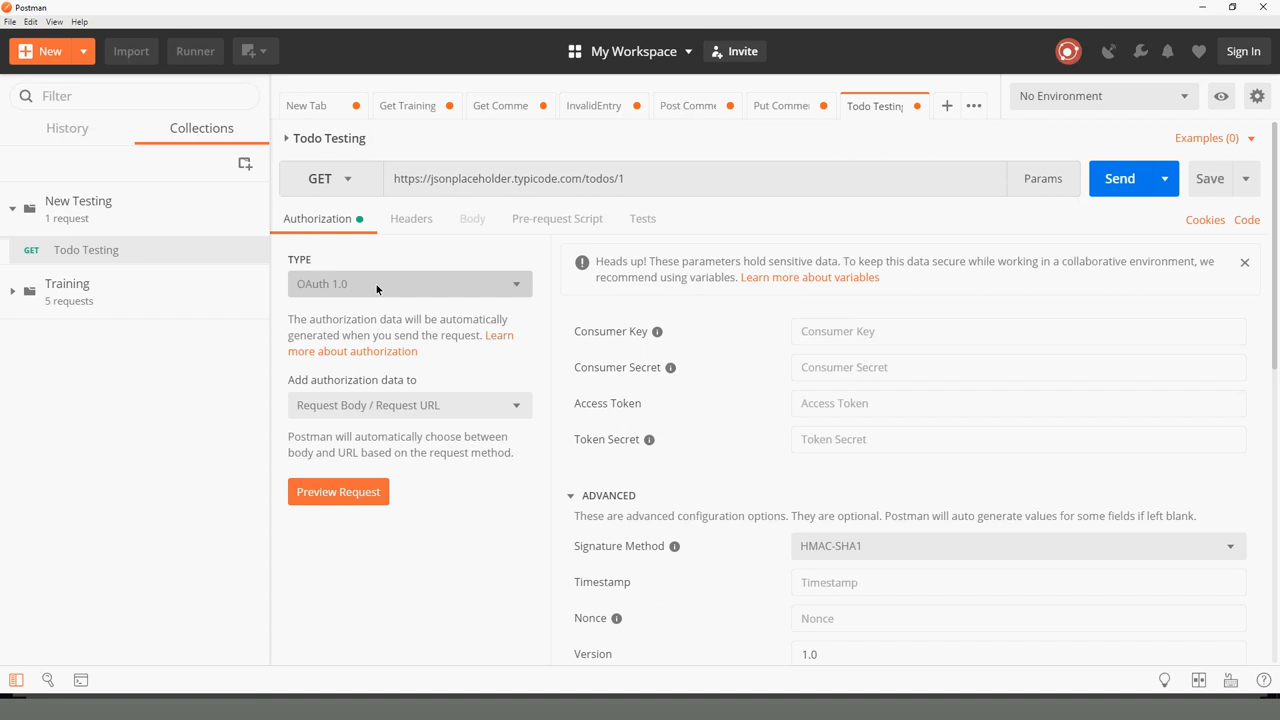 Postman
File Edit View Help
New Import Runner My Workspace Invite Sign In
Filter
History Collections
New Testing
1 request
GET Todo Testing
Training
5 requests
New Tab Get Training Get Comme InvalidEntry Post Comme Put Commer Todo Testing
No Environment
Todo Testing
Examples (0)
GET https://jsonplaceholder.typicode.com/todos/1 Params Send Save
Authorization Headers Body Pre-request Script Tests Cookies Code
TYPE
OAuth 1.0
The authorization data will be automatically
generated when you send the request. Learn
more about authorization
Add authorization data to
Request Body / Request URL
Postman will automatically choose between
body and URL based on the request method.
Preview Request
Heads up! These parameters hold sensitive data. To keep this data secure while working in a collaborative environment, we
recommend using variables. Learn more about variables
Consumer Key Consumer Key
Consumer Secret Consumer Secret
Access Token Access Token
Token Secret Token Secret
ADVANCED
These are advanced configuration options. They are optional. Postman will auto generate values for some fields if left blank.
Signature Method HMAC-SHA1
Timestamp Timestamp
Nonce Nonce
Version 1.0